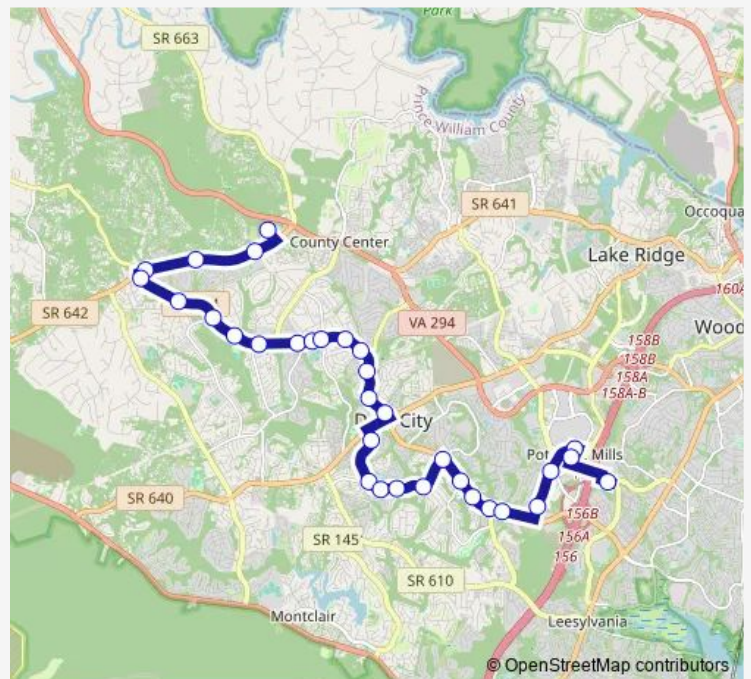 Park
SR 663
Prince William County
SR 641
Occoqua
County Center
Lake Ridge
160A
SR 642
VA 294
Wood
158B
158B
158A
158A-B
City
Mills
SR 640
156B
156A
156
SR 145
SR 610
Montclair
Leesylvania
© OpenStreetMap contributors